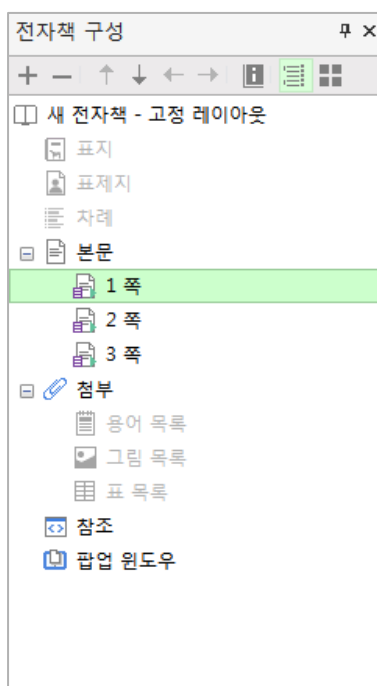 전자책 구성
새 전자책 - 고정 레이아웃
표지
표제지
차례
본문
1 쪽
2 쪽
3 쪽
첨부
용어 목록
그림 목록
표 목록
참조
팝업 윈도우